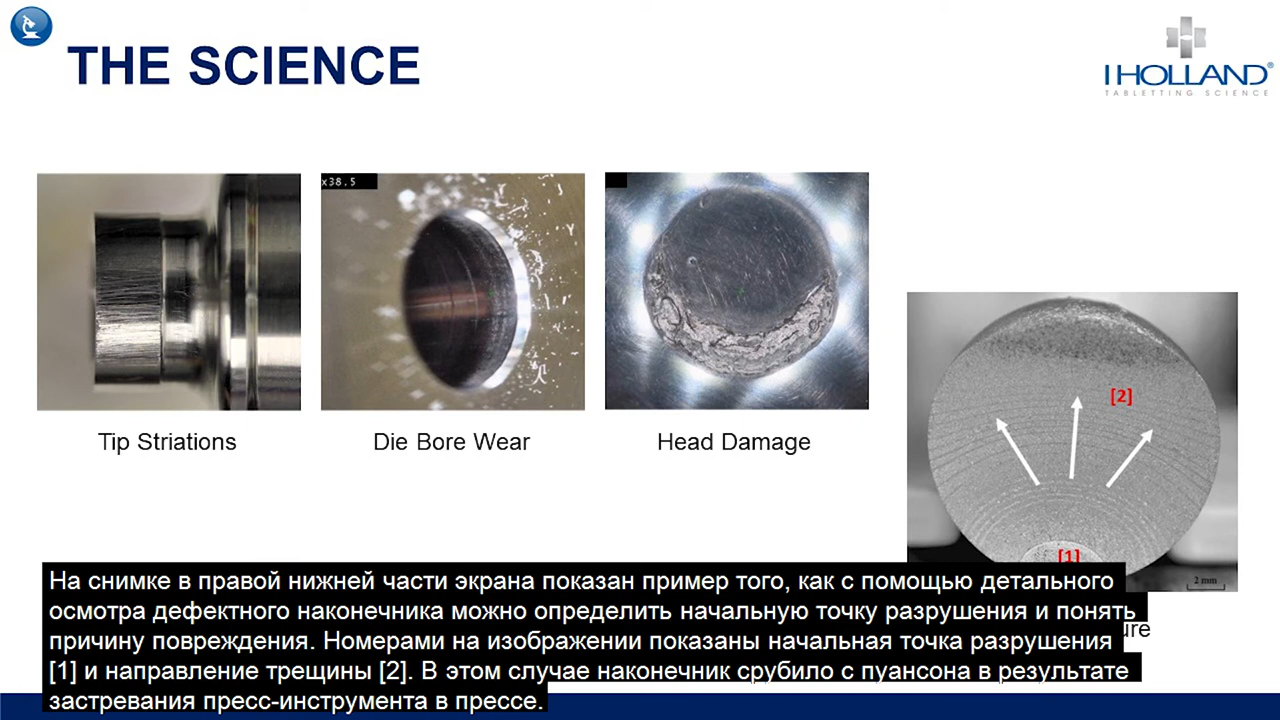 THE SCIENCE
I HOLLAND®
TABLETTING SCIENCE
x38.5
Tip Striations
Die Bore Wear
Head Damage
[2]
[1]
2 mm
На снимке в правой нижней части экрана показан пример того, как с помощью детального
осмотра дефектного наконечника можно определить начальную точку разрушения и понять
причину повреждения. Номерами на изображении показаны начальная точка разрушения
[1] и направление трещины [2]. В этом случае наконечник срубило с пуансона в результате
застревания пресс-инструмента в прессе.